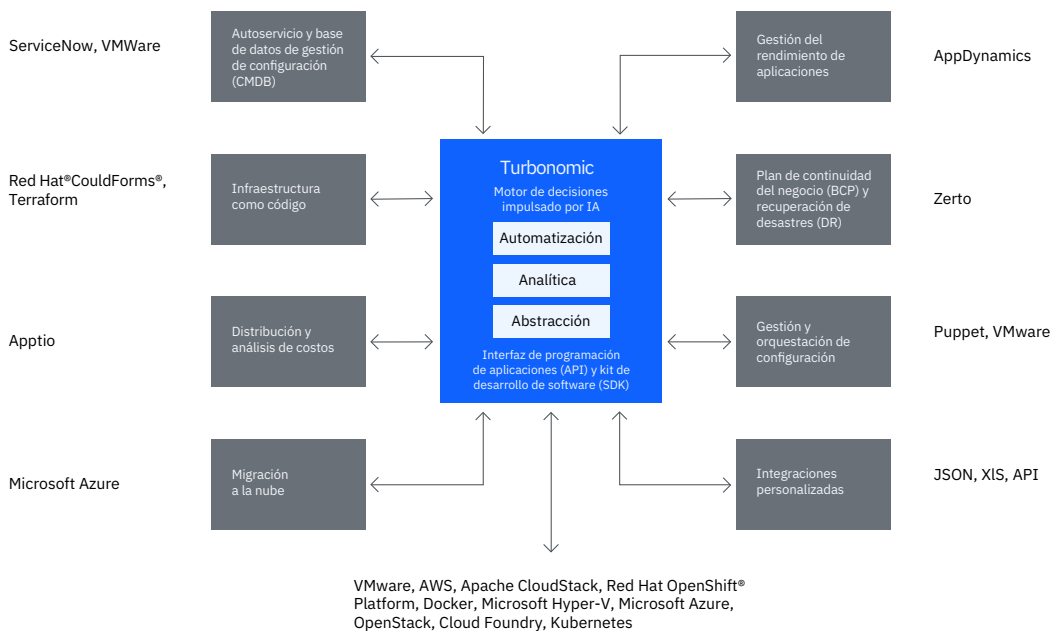 ServiceNow, VMWare
Autoservicio y base
de datos de gestión
de configuración
(CMDB)
Gestión del
rendimiento de
aplicaciones
AppDynamics
Red Hat®CouldForms®,
Terraform
Infraestructura
como código
Turbonomic
Motor de decisiones
impulsado por IA
Automatización
Analítica
Abstracción
Interfaz de programación
de aplicaciones (API) y kit de
desarrollo de software (SDK)
Plan de continuidad
del negocio (BCP) y
recuperación de
desastres (DR)
Zerto
Apptio
Distribución y
análisis de costos
Gestión y
orquestación de
configuración
Puppet, VMware
Microsoft Azure
Migración
a la nube
Integraciones
personalizadas
JSON, XlS, API
VMware, AWS, Apache CloudStack, Red Hat OpenShift®
Platform, Docker, Microsoft Hyper-V, Microsoft Azure,
OpenStack, Cloud Foundry, Kubernetes